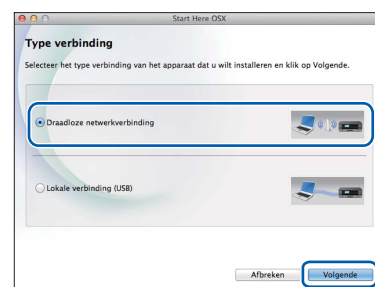 Start Here OSX
Type verbinding
Selecteer het type verbinding van het apparaat dat u wilt installeren en klik op Volgende.
Draadloze netwerkverbinding
Lokale verbinding (USB)
Afbreken
Volgende